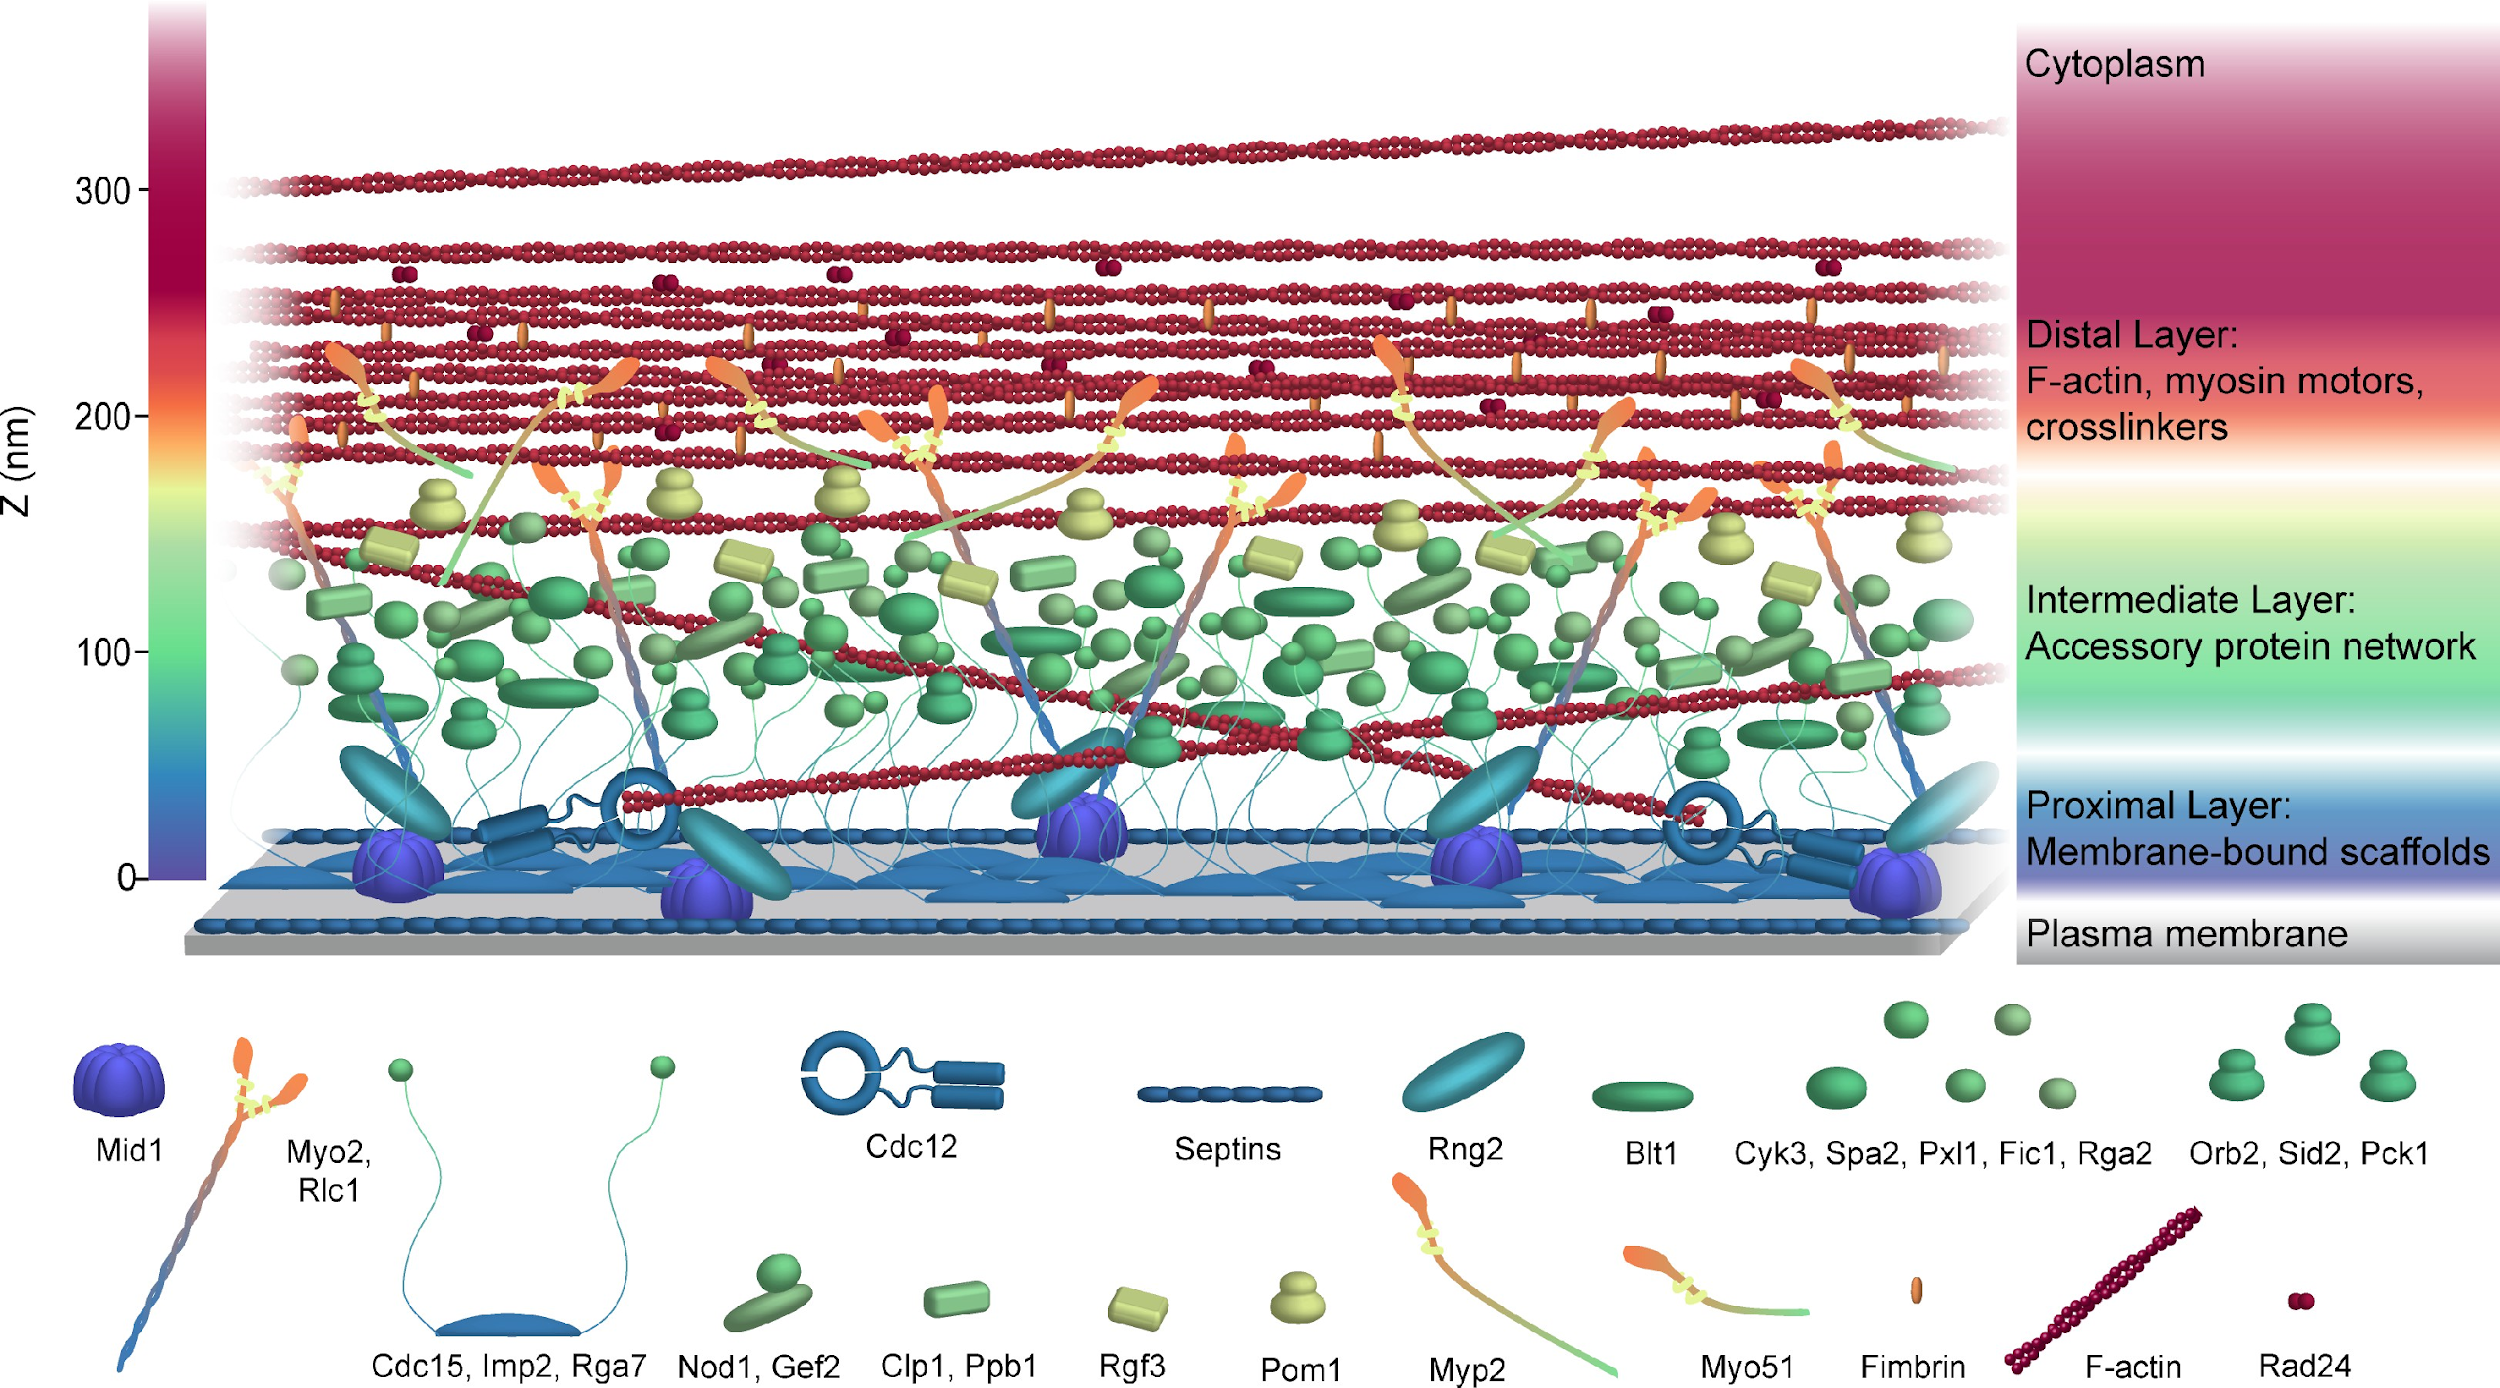 Z (nm)
300
200
100
0
Cytoplasm
Distal Layer:
F-actin, myosin motors,
crosslinkers
Intermediate Layer:
Accessory protein network
Proximal Layer:
Membrane-bound scaffolds
Plasma membrane
Mid1
Myo2,
Rlc1
Cdc12
Septins
Rng2
Blt1
Cyk3, Spa2, Pxl1, Fic1, Rga2
Orb2, Sid2, Pck1
Cdc15, Imp2, Rga7
Nod1, Gef2
Clp1, Ppb1
Rgf3
Pom1
Myp2
Myo51
Fimbrin
F-actin
Rad24